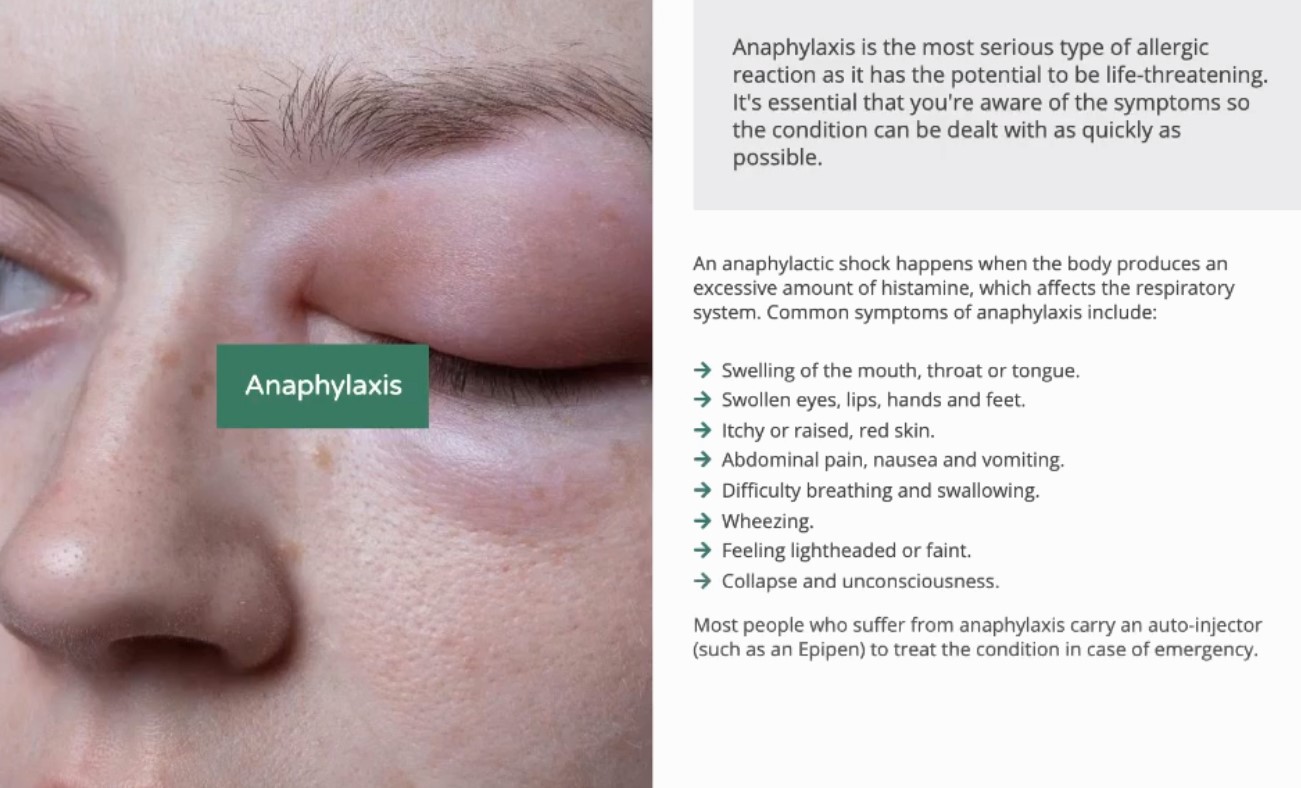 Anaphylaxis is the most serious type of allergic
reaction as it has the potential to be life-threatening.
It's essential that you're aware of the symptoms so
the condition can be dealt with as quickly as
possible.
Anaphylaxis
An anaphylactic shock happens when the body produces an
excessive amount of histamine, which affects the respiratory
system. Common symptoms of anaphylaxis include:
→ Swelling of the mouth, throat or tongue.
→ Swollen eyes, lips, hands and feet.
→ Itchy or raised, red skin.
→ Abdominal pain, nausea and vomiting.
→ Difficulty breathing and swallowing.
→ Wheezing.
→ Feeling lightheaded or faint.
→ Collapse and unconsciousness.
Most people who suffer from anaphylaxis carry an auto-injector
(such as an Epipen) to treat the condition in case of emergency.